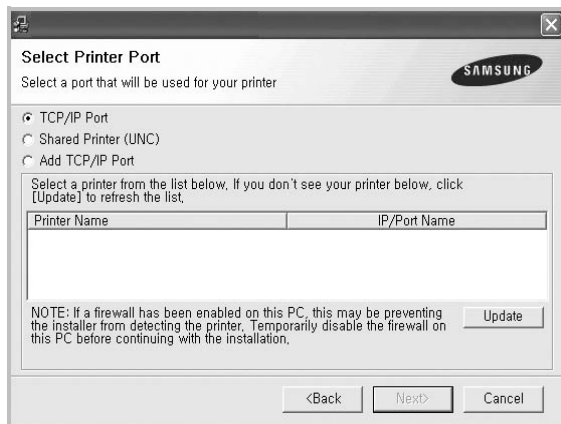 Select Printer Port
Select a port that will be used for your printer
SAMSUNG
TCP/IP Port
Shared Printer (UNC)
Add TCP/IP Port
Select a printer from the list below, If you don't see your printer below, click
[Update] to refresh the list,
Printer Name IP/Port Name
NOTE: If a firewall has been enabled on this PC, this may be preventing
the installer from detecting the printer, Temporarily disable the firewall on
this PC before continuing with the installation,
Update
<Back Next> Cancel